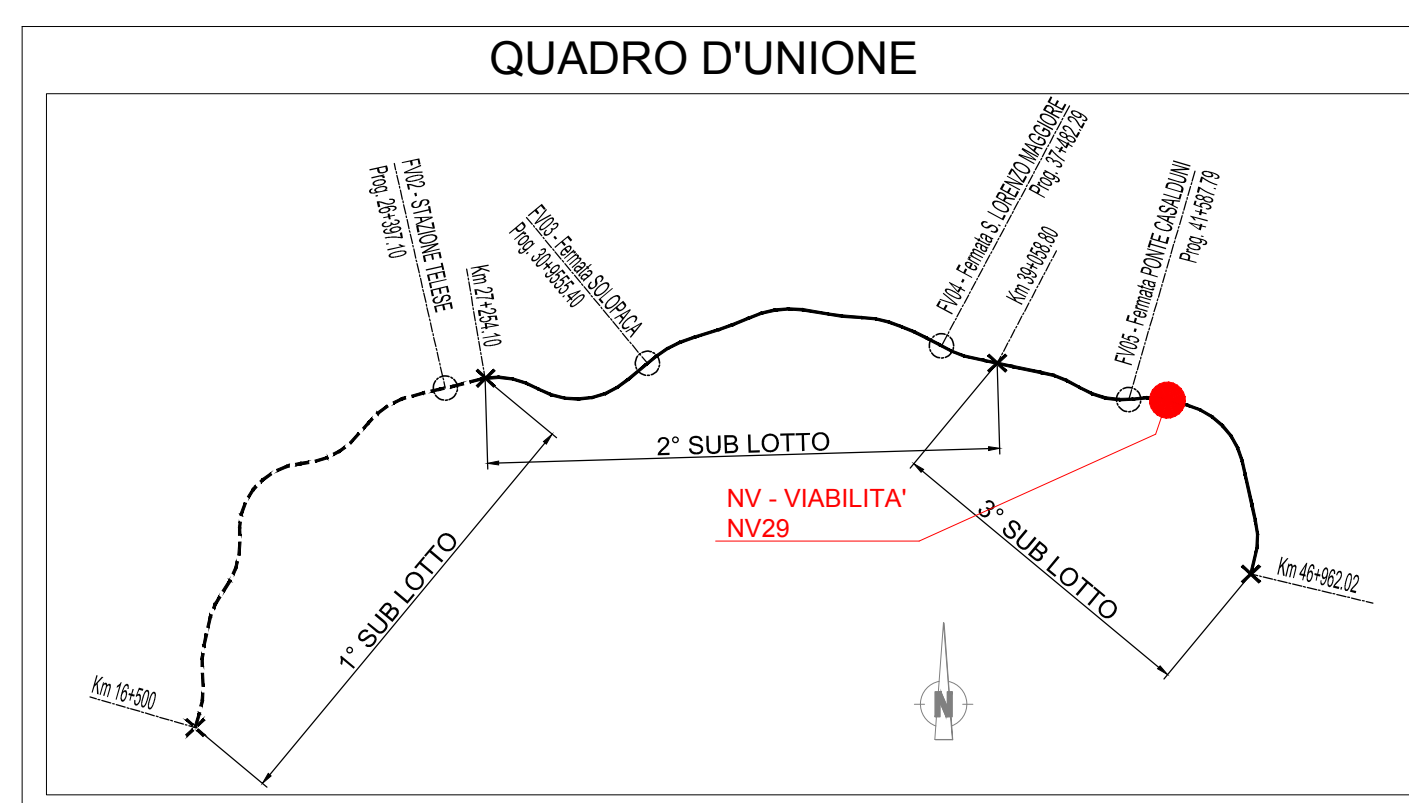 QUADRO D'UNIONE
FV02 - STAZIONE TELESE
Prog. 26+397.10
Km 27+254.10
FV03 - Fermata SOLOPACA
Prog. 30+9555.40
FV04 - Fermata S. LORENZO MAGGIORE
Prog. 37+482.29
Km 39+058.80
FV05 - Fermata PONTE CASALDUNI
Prog. 41+587.79
2° SUB LOTTO
NV - VIABILITA'
NV29
1° SUB LOTTO
3° SUB LOTTO
Km 46+962.02
Km 16+500
N